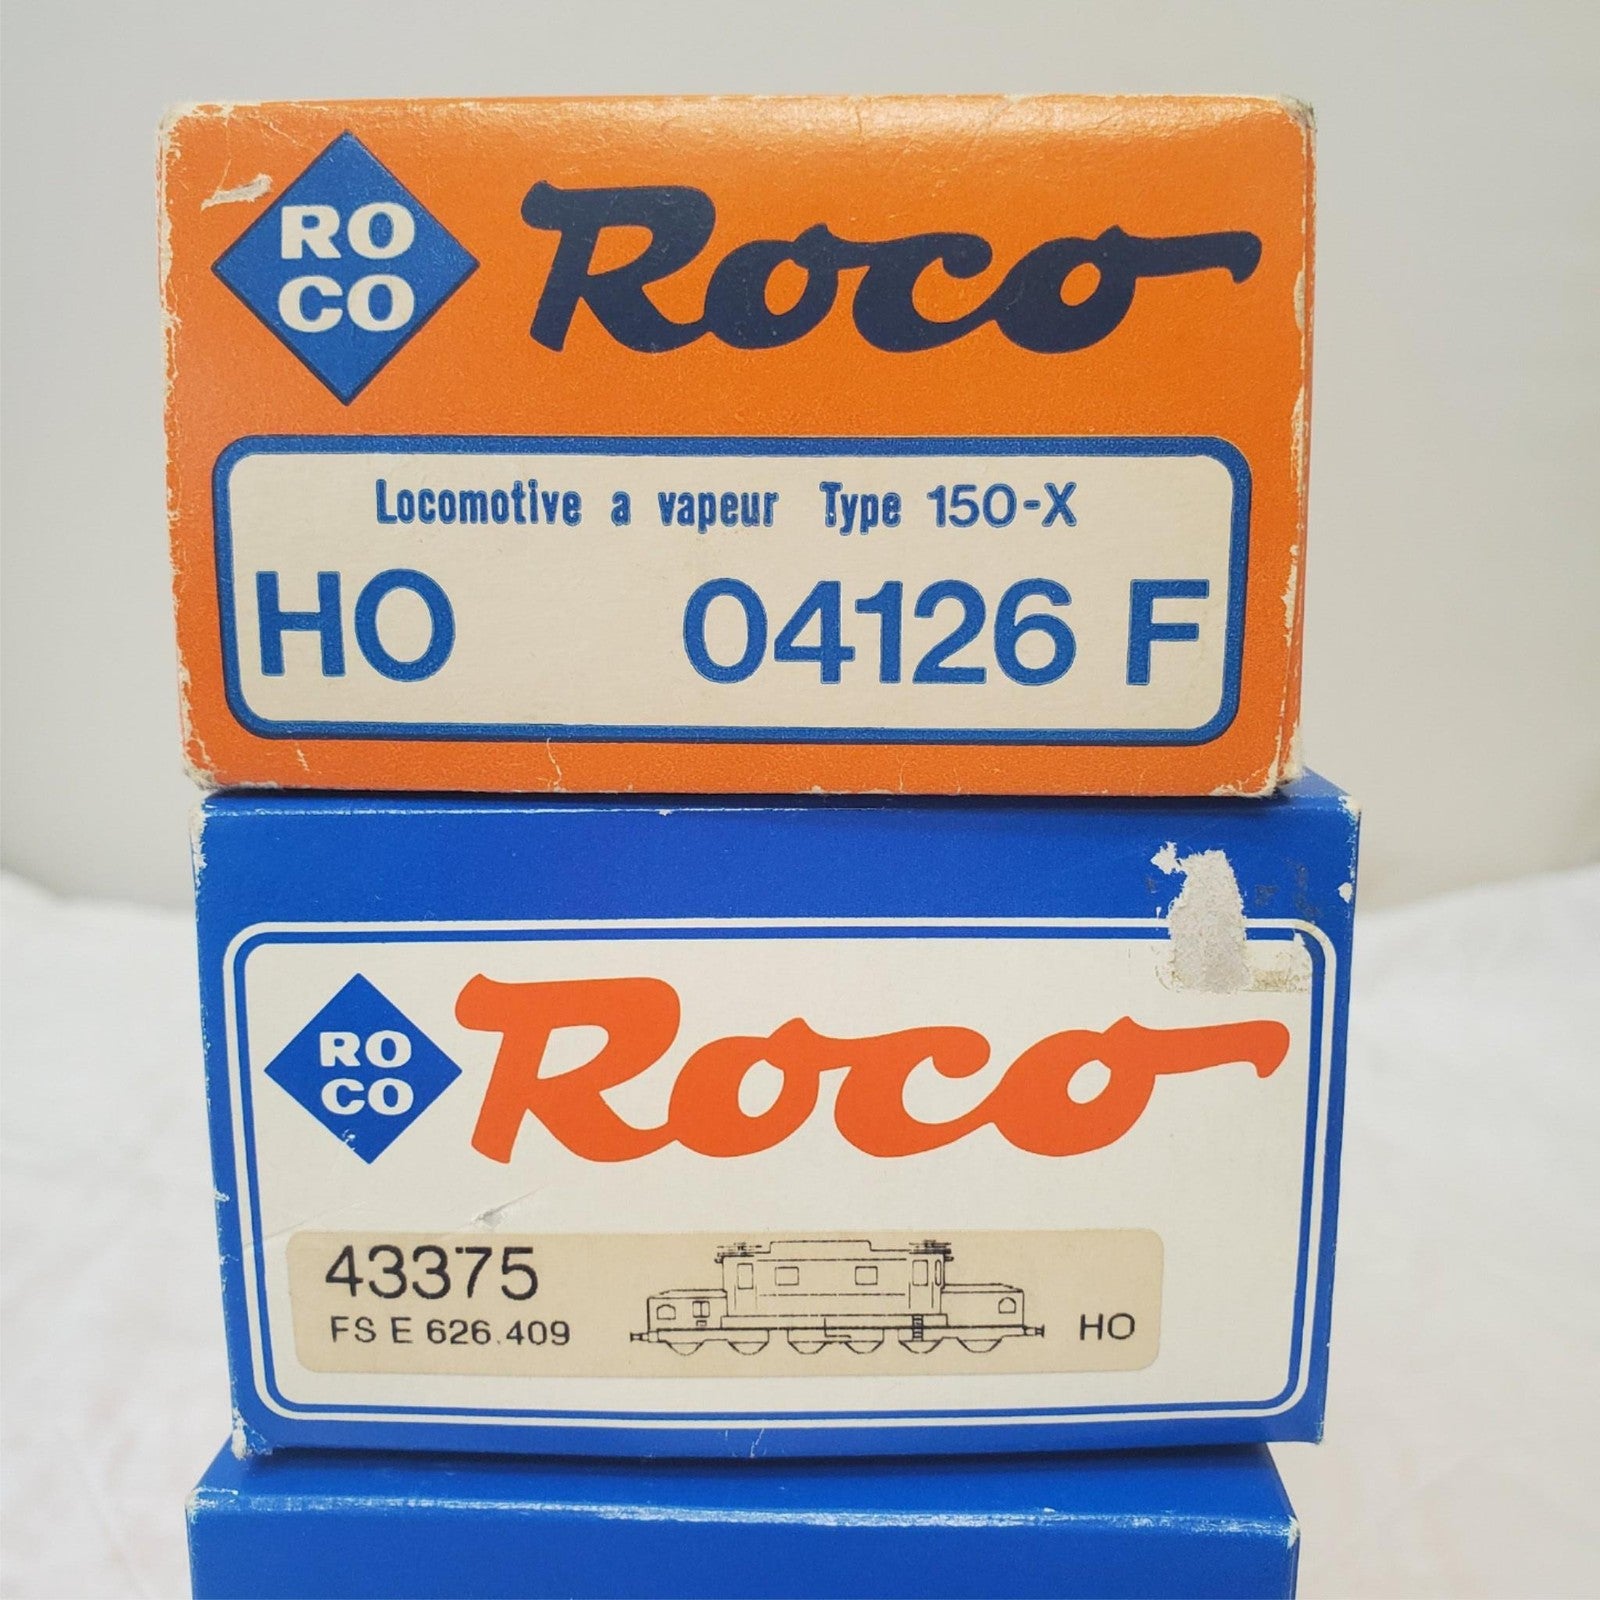 RO
CO
Roco
Locomotive a vapeur Type 150-X
HO 04126 F
RO
CO
Roco
43375
FS E 626.409
HO